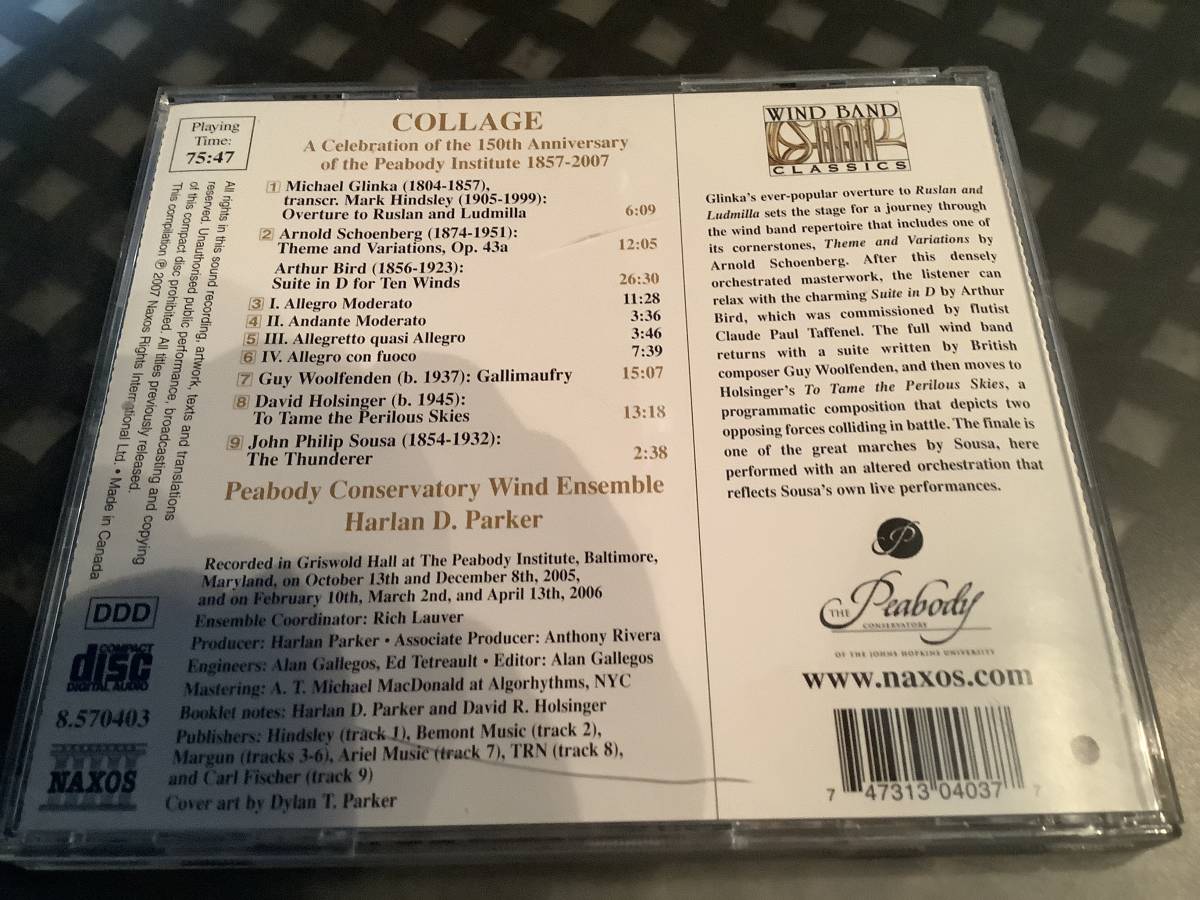 Playing
Time:
75:47
COLLAGE
A Celebration of the 150th Anniversary
of the Peabody Institute 1857-2007
1 Michael Glinka (1804-1857),
transcr. Mark Hindsley (1905-1999):
Overture to Ruslan and Ludmilla 6:09
2 Arnold Schoenberg (1874-1951):
Theme and Variations, Op. 43a 12:05
Arthur Bird (1856-1923):
Suite in D for Ten Winds 26:30
3 I. Allegro Moderato 11:28
4 II. Andante Moderato 3:36
5 III. Allegretto quasi Allegro 3:46
6 IV. Allegro con fuoco 7:39
7 Guy Woolfenden (b. 1937): Gallimaufry 15:07
8 David Holsinger (b. 1945):
To Tame the Perilous Skies 13:18
9 John Philip Sousa (1854-1932):
The Thunderer 2:38
Peabody Conservatory Wind Ensemble
Harlan D. Parker
Recorded in Griswold Hall at The Peabody Institute, Baltimore,
Maryland, on October 13th and December 8th, 2005,
and on February 10th, March 2nd, and April 13th, 2006
Ensemble Coordinator: Rich Lauver
Producer: Harlan Parker • Associate Producer: Anthony Rivera
Engineers: Alan Gallegos, Ed Tetreault • Editor: Alan Gallegos
Mastering: A. T. Michael MacDonald at Algorhythms, NYC
Booklet notes: Harlan D. Parker and David R. Holsinger
Publishers: Hindsley (track 1), Bemont Music (track 2),
Margun (tracks 3-6), Ariel Music (track 7), TRN (track 8),
and Carl Fischer (track 9)
Cover art by Dylan T. Parker
All rights in this sound recording, artwork, texts and translations
reserved. Unauthorised public performance, broadcasting and copying
of this compact disc prohibited. All titles previously released.
This compilation ℗ 2007 Naxos Rights International Ltd. • Made in Canada
DDD
COMPACT
disc
DIGITAL AUDIO
8.570403
NAXOS
WIND BAND
CLASSICS
Glinka's ever-popular overture to Ruslan and
Ludmilla sets the stage for a journey through
the wind band repertoire that includes one of
its cornerstones, Theme and Variations by
Arnold Schoenberg. After this densely
orchestrated masterwork, the listener can
relax with the charming Suite in D by Arthur
Bird, which was commissioned by flutist
Claude Paul Taffenel. The full wind band
returns with a suite written by British
composer Guy Woolfenden, and then moves to
Holsinger's To Tame the Perilous Skies, a
programmatic composition that depicts two
opposing forces colliding in battle. The finale is
one of the great marches by Sousa, here
performed with an altered orchestration that
reflects Sousa's own live performances.
P
THE Peabody
CONSERVATORY
OF THE JOHNS HOPKINS UNIVERSITY
www.naxos.com
7 47313 04037 7